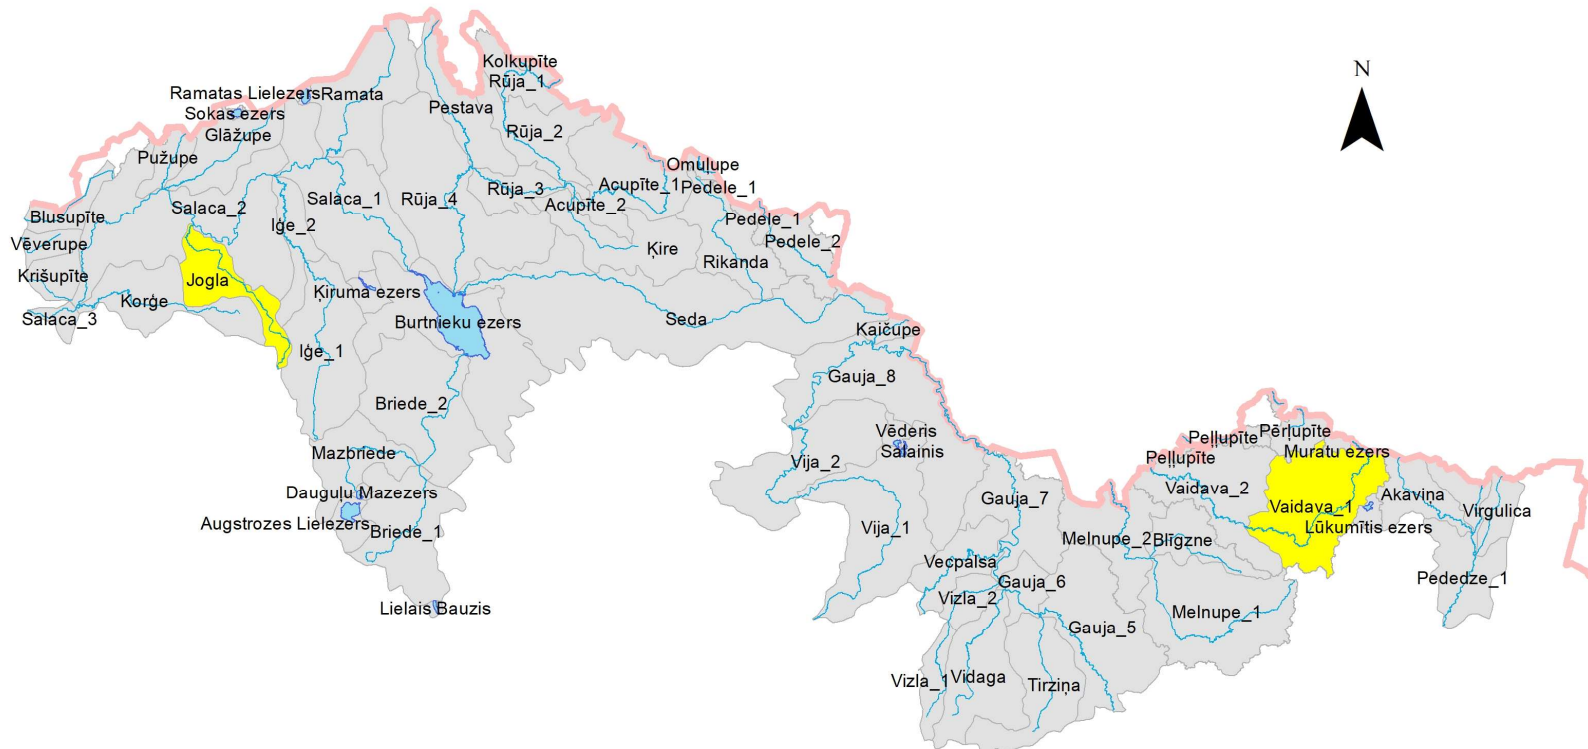 Kolkupīte
N
Rūja_1
Ramatas Lielezers
Ramata
Pestava
Sokas ezers
Glāžupe
Rūja_2
Pužupe
Omuļupe
Acupīte_1
Pedele_1
Rūja_3
Salaca_1
Rūja_4
Acupīte_2
Salaca_2
Blusupīte
Iģe_2
Pedele_1
Pedele_2
Vēverupe
Ķire
Rikanda
Krišupīte
Jogla
Ķiruma ezers
Korģe
Salaca_3
Burtnieku ezers
Seda
Kaičupe
Iģe_1
Gauja_8
Briede_2
Vēderis
Salainis
Peļļupīte
Pērļupīte
Mazbriede
Muratu ezers
Vija_2
Peļļupīte
Vaidava_2
Dauguļu Mazezers
Gauja_7
Akaviņa
Vaidava_1
Virgulica
Augstrozes Lielezers
Briede_1
Vija_1
Lūkumītis ezers
Melnupe_2
Blīgzne
Vecpalsa
Gauja_6
Pededze_1
Vizla_2
Lielais Bauzis
Melnupe_1
Gauja_5
Vizla_1
Vidaga
Tirziņa